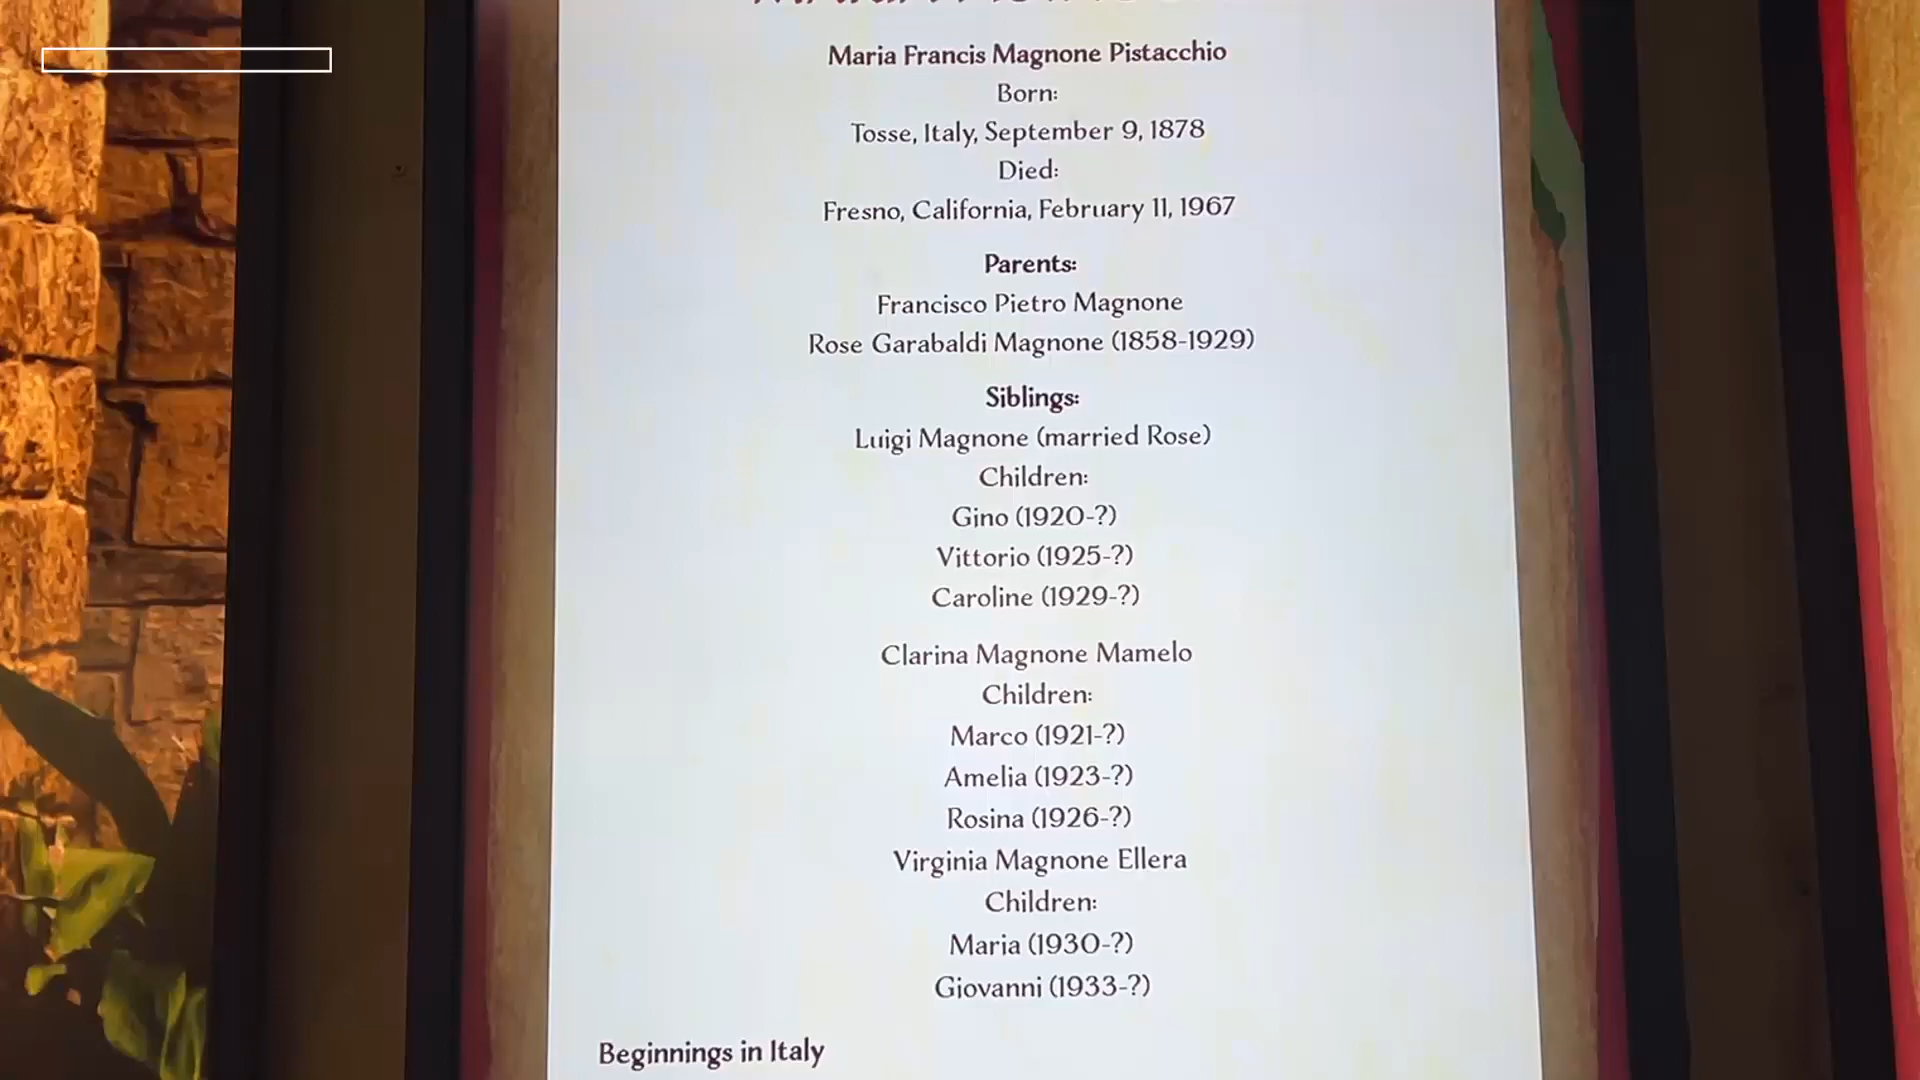 Maria Francis Magnone Pistacchio
Born:
Tosse, Italy, September 9, 1878
Died:
Fresno, California, February 11, 1967
Parents:
Francisco Pietro Magnone
Rose Garabaldi Magnone (1858-1929)
Siblings:
Luigi Magnone (married Rose)
Children:
Gino (1920-?)
Vittorio (1925-?)
Caroline (1929-?)
Clarina Magnone Mamelo
Children:
Marco (1921-?)
Amelia (1923-?)
Rosina (1926-?)
Virginia Magnone Ellera
Children:
Maria (1930-?)
Giovanni (1933-?)
Beginnings in Italy